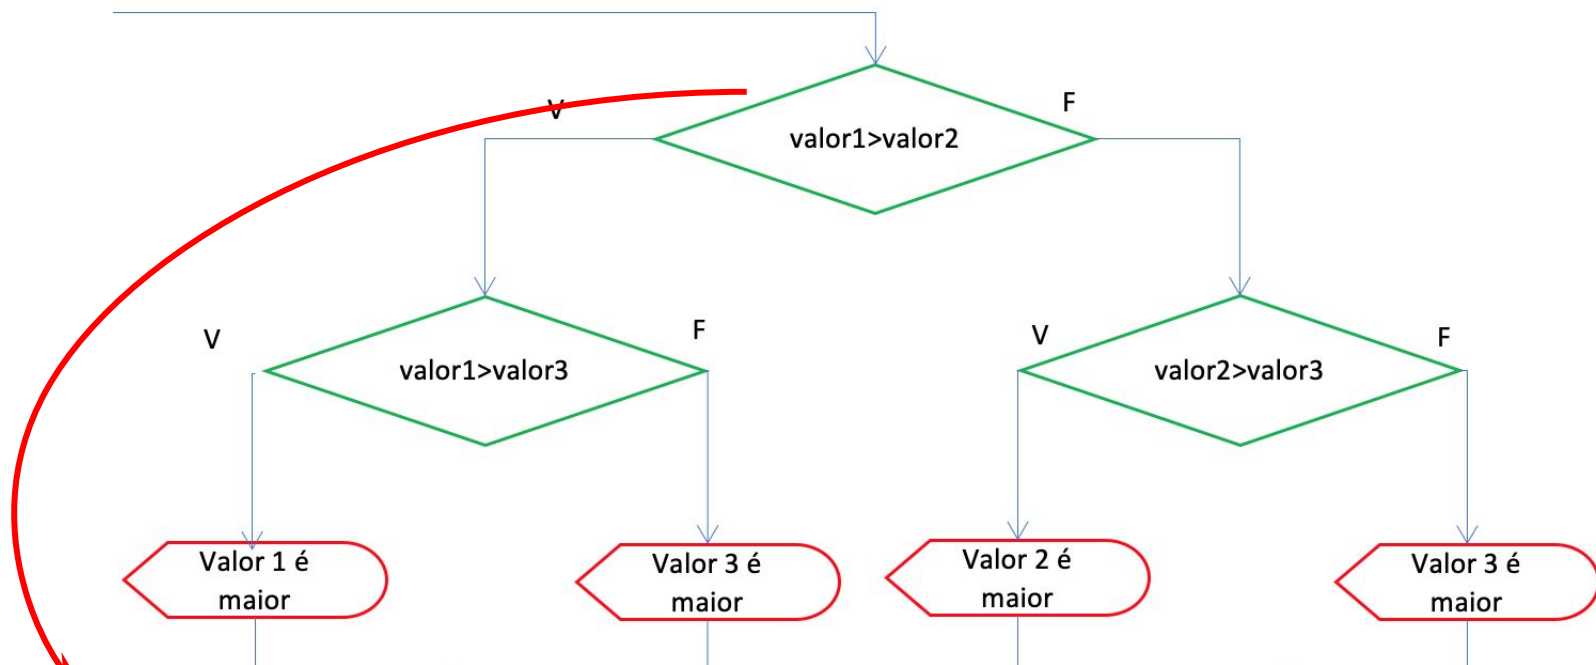 V
F
valor1>valor2
V
F
V
F
valor1>valor3
valor2>valor3
Valor 1 é
maior
Valor 3 é
maior
Valor 2 é
maior
Valor 3 é
maior